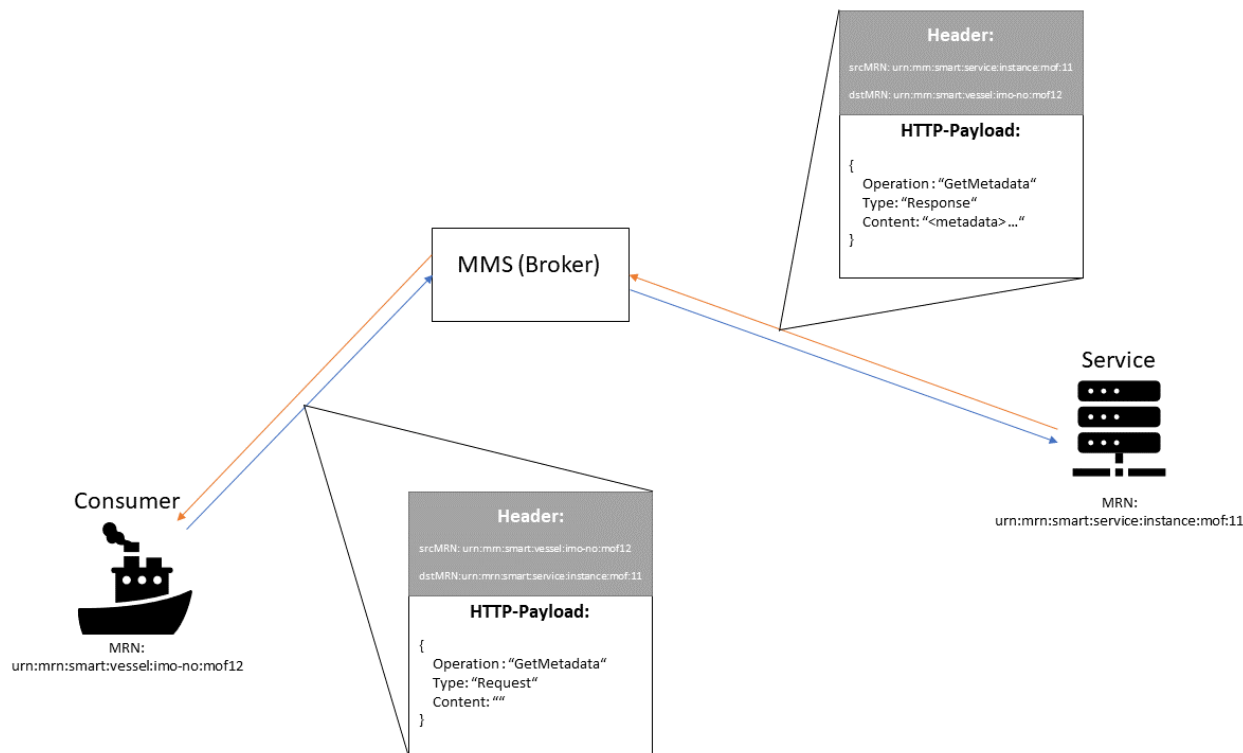 Header:
srcMRN: urn:mrn:smart:service:instance:mof:11
dstMRN: urn:mrn:smart:vessel:imo-no:mof12
HTTP-Payload:
{
Operation : “GetMetadata“
Type: “Response“
Content: “<metadata> …“
}
MMS (Broker)
Service
MRN:
urn:mrn:smart:service:instance:mof:11
Consumer
MRN:
urn:mrn:smart:vessel:imo-no:mof12
Header:
srcMRN: urn:mrn:smart:vessel:imo-no:mof12
dstMRN:urn:mrn:smart:service:instance:mof:11
HTTP-Payload:
{
Operation : “GetMetadata“
Type: “Request“
Content: ““
}